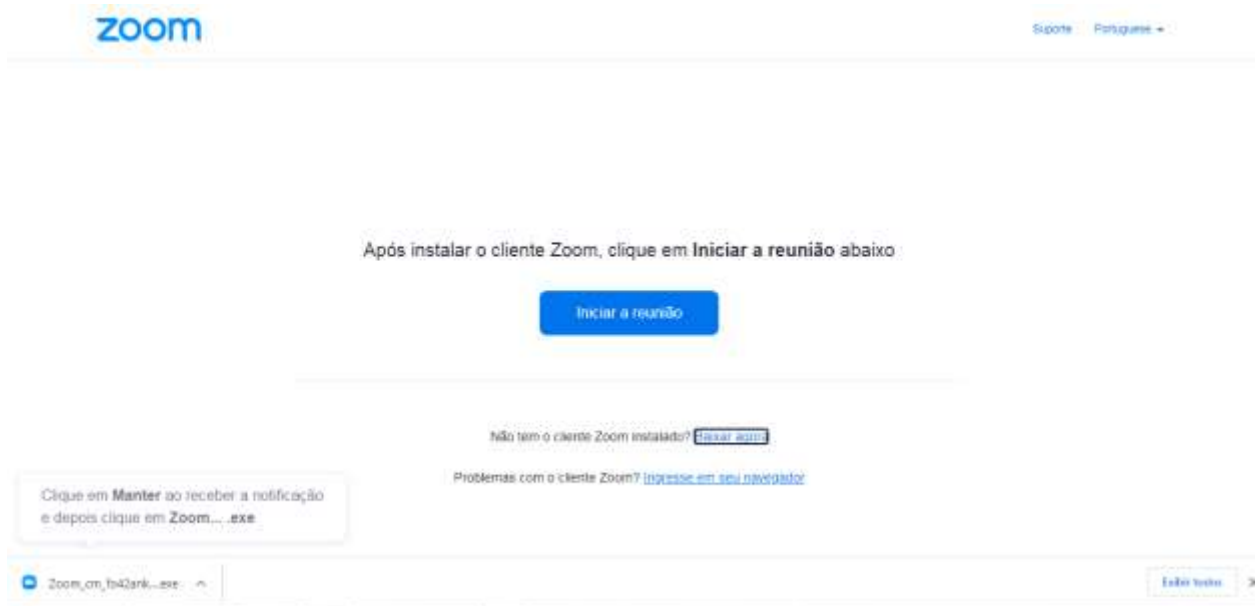 zoom
Suporte Portuguese
Após instalar o cliente Zoom, clique em Iniciar a reunião abaixo
Iniciar a reunião
Não tem o cliente Zoom instalado? Baixar agora
Problemas com o cliente Zoom? Ingresse em seu navegador
Clique em Manter ao receber a notificação
e depois clique em Zoom... .exe
Exibir todos